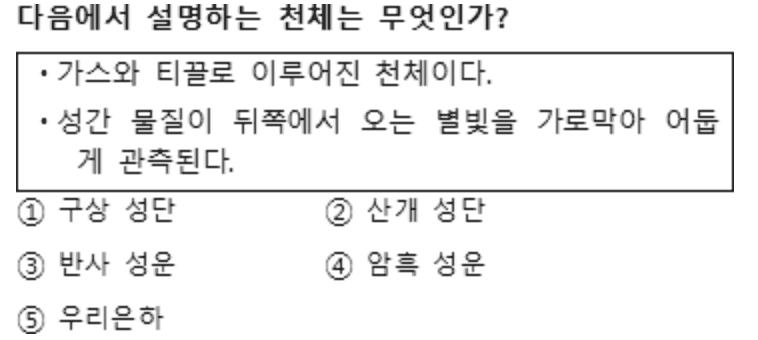 다음에서 설명하는 천체는 무엇인가?
• 가스와 티끌로 이루어진 천체이다.
• 성간 물질이 뒤쪽에서 오는 별빛을 가로막아 어둡
게 관측된다.
① 구상 성단 ② 산개 성단
③ 반사 성운 ④ 암흑 성운
⑤ 우리은하